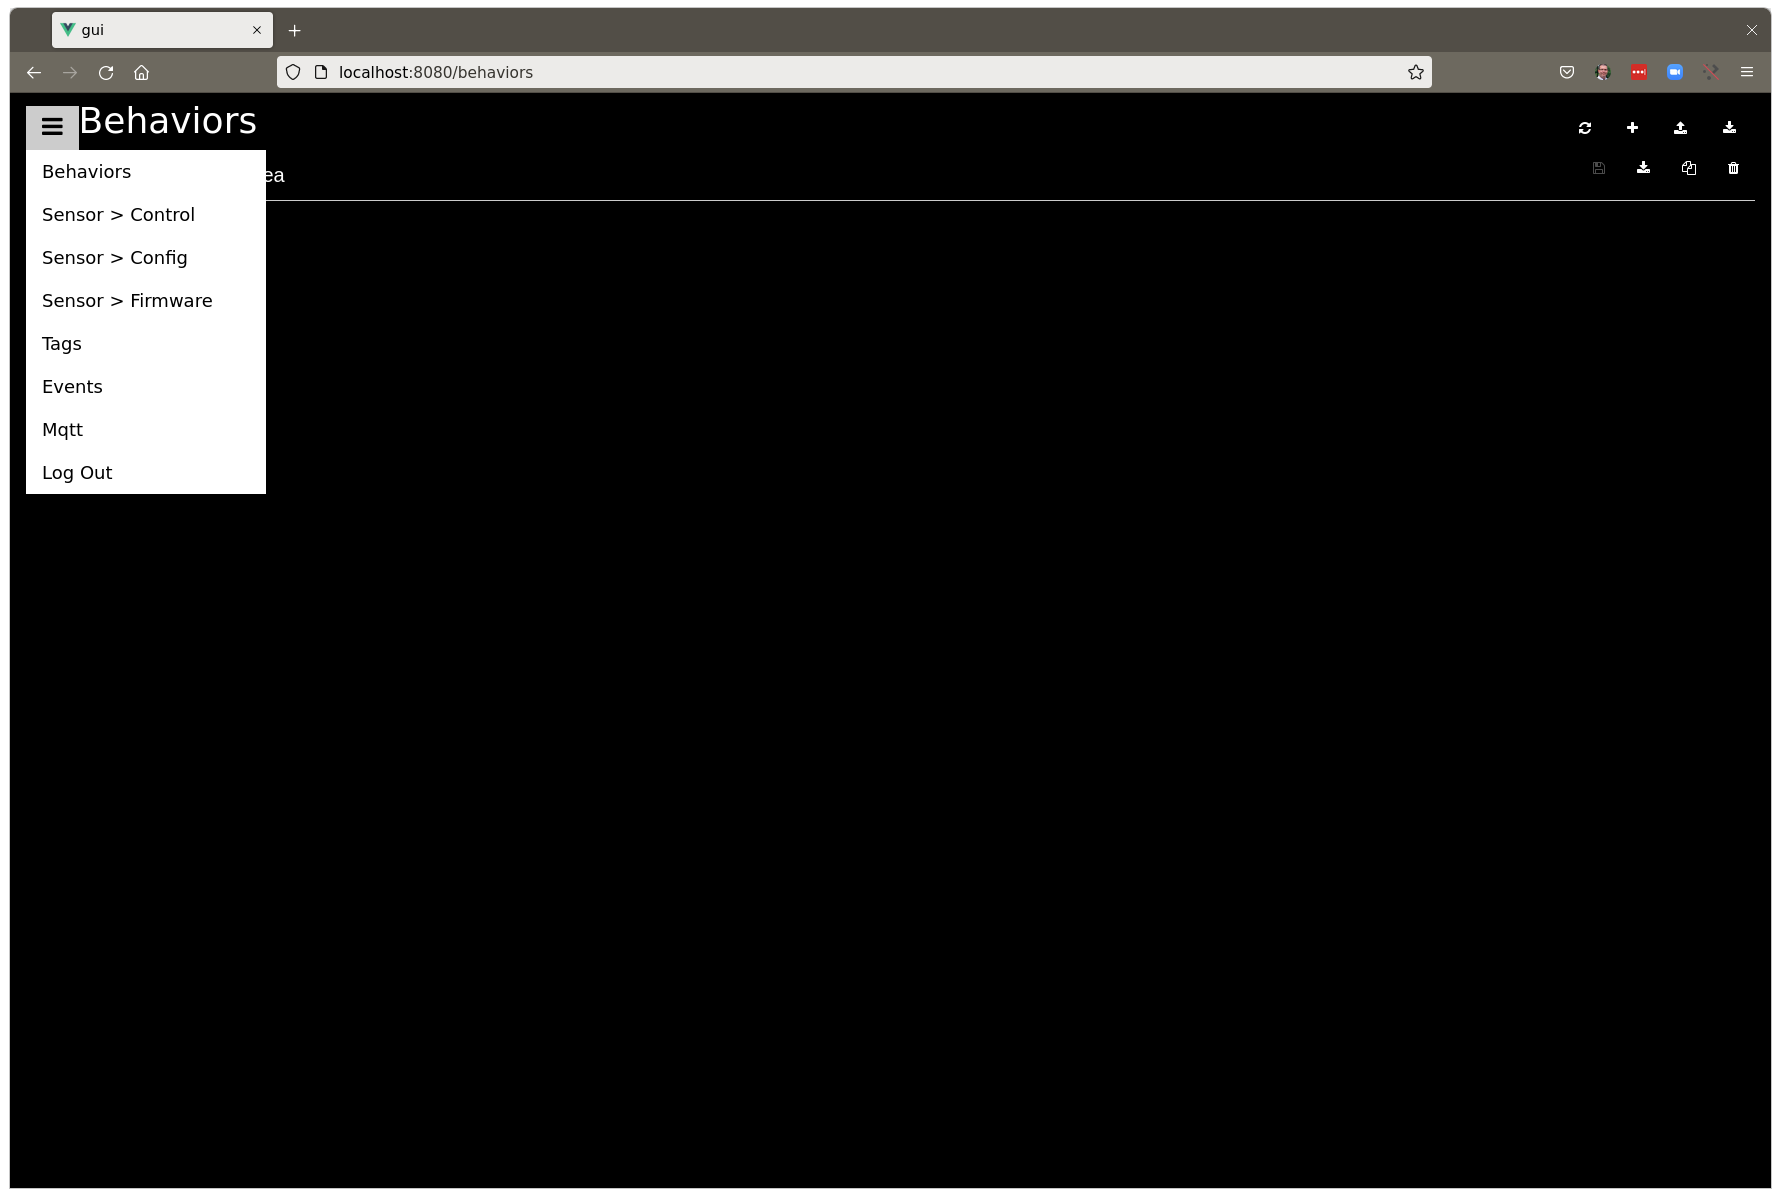 gui
localhost:8080/behaviors
Behaviors
ea
Behaviors
Sensor > Control
Sensor > Config
Sensor > Firmware
Tags
Events
Mqtt
Log Out